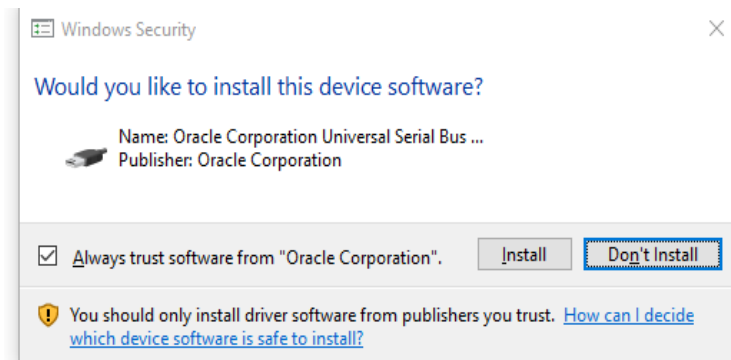 Windows Security
Would you like to install this device software?
Name: Oracle Corporation Universal Serial Bus ...
Publisher: Oracle Corporation
Always trust software from "Oracle Corporation".
Install
Don't Install
You should only install driver software from publishers you trust. How can I decide
which device software is safe to install?